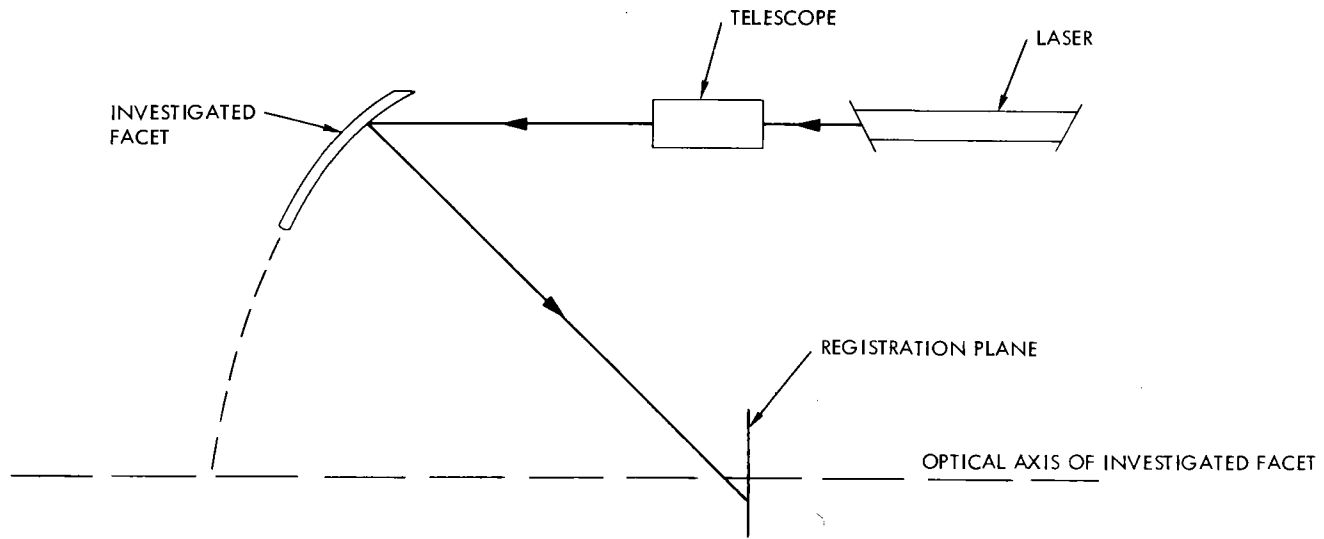 TELESCOPE
LASER
INVESTIGATED
FACET
REGISTRATION PLANE
OPTICAL AXIS OF INVESTIGATED FACET